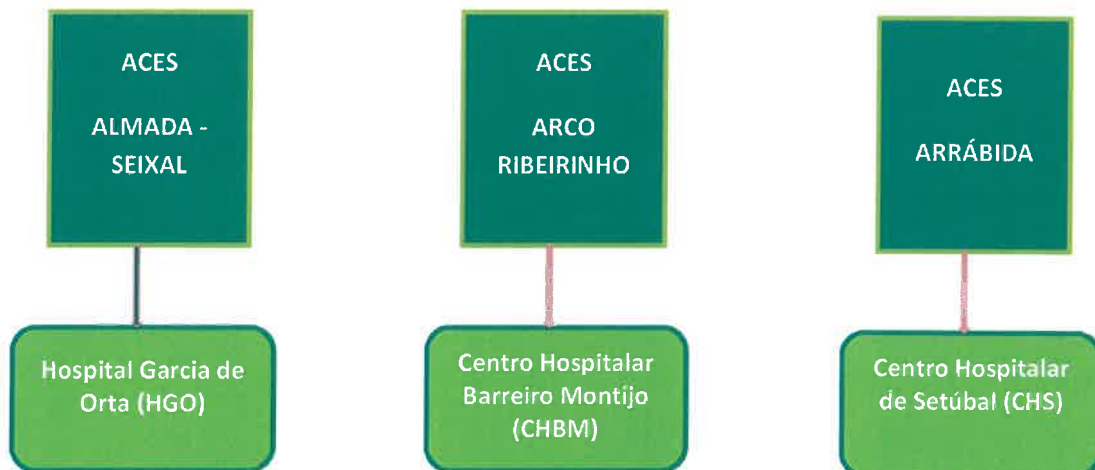 ACES
ALMADA -
SEIXAL
ACES
ARCO
RIBEIRINHO
ACES
ARRÁBIDA
Hospital Garcia de
Orta (HGO)
Centro Hospitalar
Barreiro Montijo
(CHBM)
Centro Hospitalar
de Setúbal (CHS)